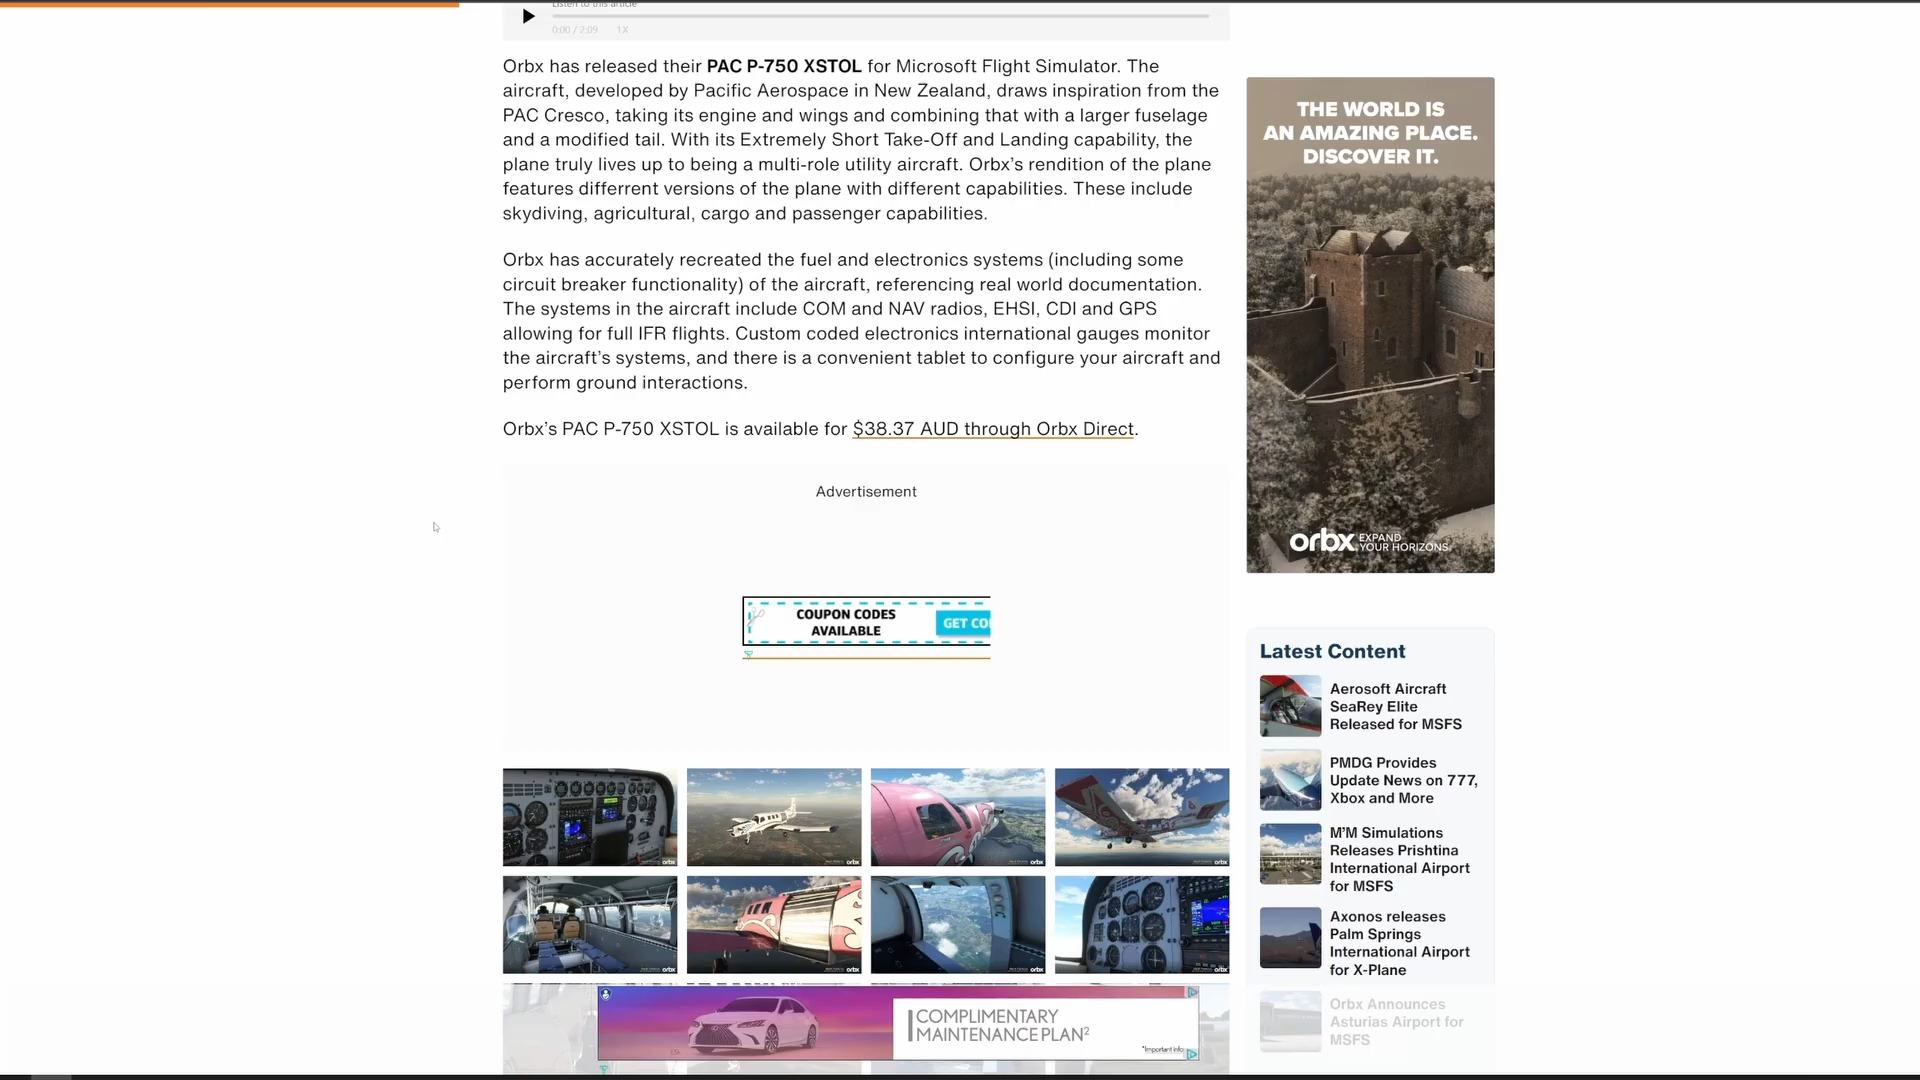 Listen to this article
0:00 / 2:09 1X
Orbx has released their PAC P-750 XSTOL for Microsoft Flight Simulator. The
aircraft, developed by Pacific Aerospace in New Zealand, draws inspiration from the
PAC Cresco, taking its engine and wings and combining that with a larger fuselage
and a modified tail. With its Extremely Short Take-Off and Landing capability, the
plane truly lives up to being a multi-role utility aircraft. Orbx’s rendition of the plane
features differrent versions of the plane with different capabilities. These include
skydiving, agricultural, cargo and passenger capabilities.
Orbx has accurately recreated the fuel and electronics systems (including some
circuit breaker functionality) of the aircraft, referencing real world documentation.
The systems in the aircraft include COM and NAV radios, EHSI, CDI and GPS
allowing for full IFR flights. Custom coded electronics international gauges monitor
the aircraft’s systems, and there is a convenient tablet to configure your aircraft and
perform ground interactions.
Orbx’s PAC P-750 XSTOL is available for $38.37 AUD through Orbx Direct.
Advertisement
COUPON CODES
AVAILABLE
GET CO
orbx
orbx
orbx
orbx
orbx
orbx
orbx
orbx
COMPLIMENTARY
MAINTENANCE PLAN²
*Important info
THE WORLD IS
AN AMAZING PLACE.
DISCOVER IT.
orbx EXPAND
YOUR HORIZONS
Latest Content
Aerosoft Aircraft
SeaRey Elite
Released for MSFS
PMDG Provides
Update News on 777,
Xbox and More
M’M Simulations
Releases Prishtina
International Airport
for MSFS
Axonos releases
Palm Springs
International Airport
for X-Plane
Orbx Announces
Asturias Airport for
MSFS